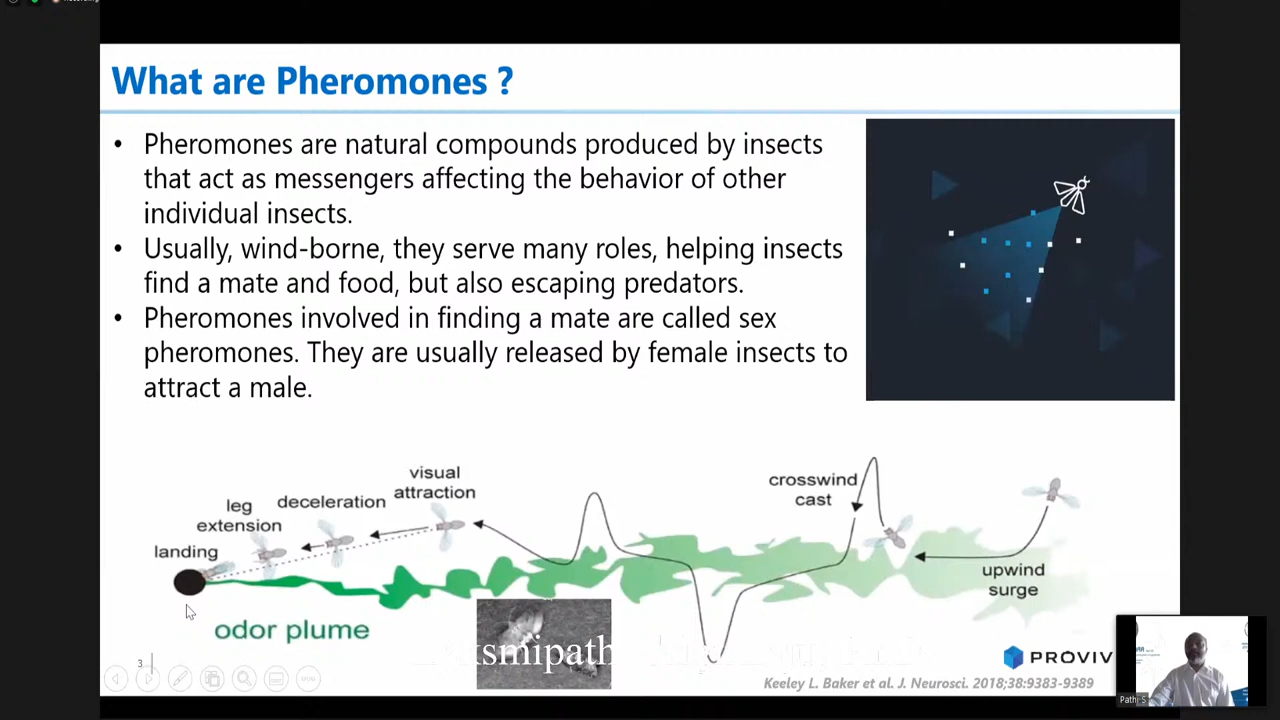 What are Pheromones ?
• Pheromones are natural compounds produced by insects
that act as messengers affecting the behavior of other
individual insects.
• Usually, wind-borne, they serve many roles, helping insects
find a mate and food, but also escaping predators.
• Pheromones involved in finding a mate are called sex
pheromones. They are usually released by female insects to
attract a male.
visual
attraction
deceleration
leg
extension
landing
odor plume
crosswind
cast
upwind
surge
3
PROVIV
Keeley L. Baker et al. J. Neurosci. 2018;38:9383-9389
Path S